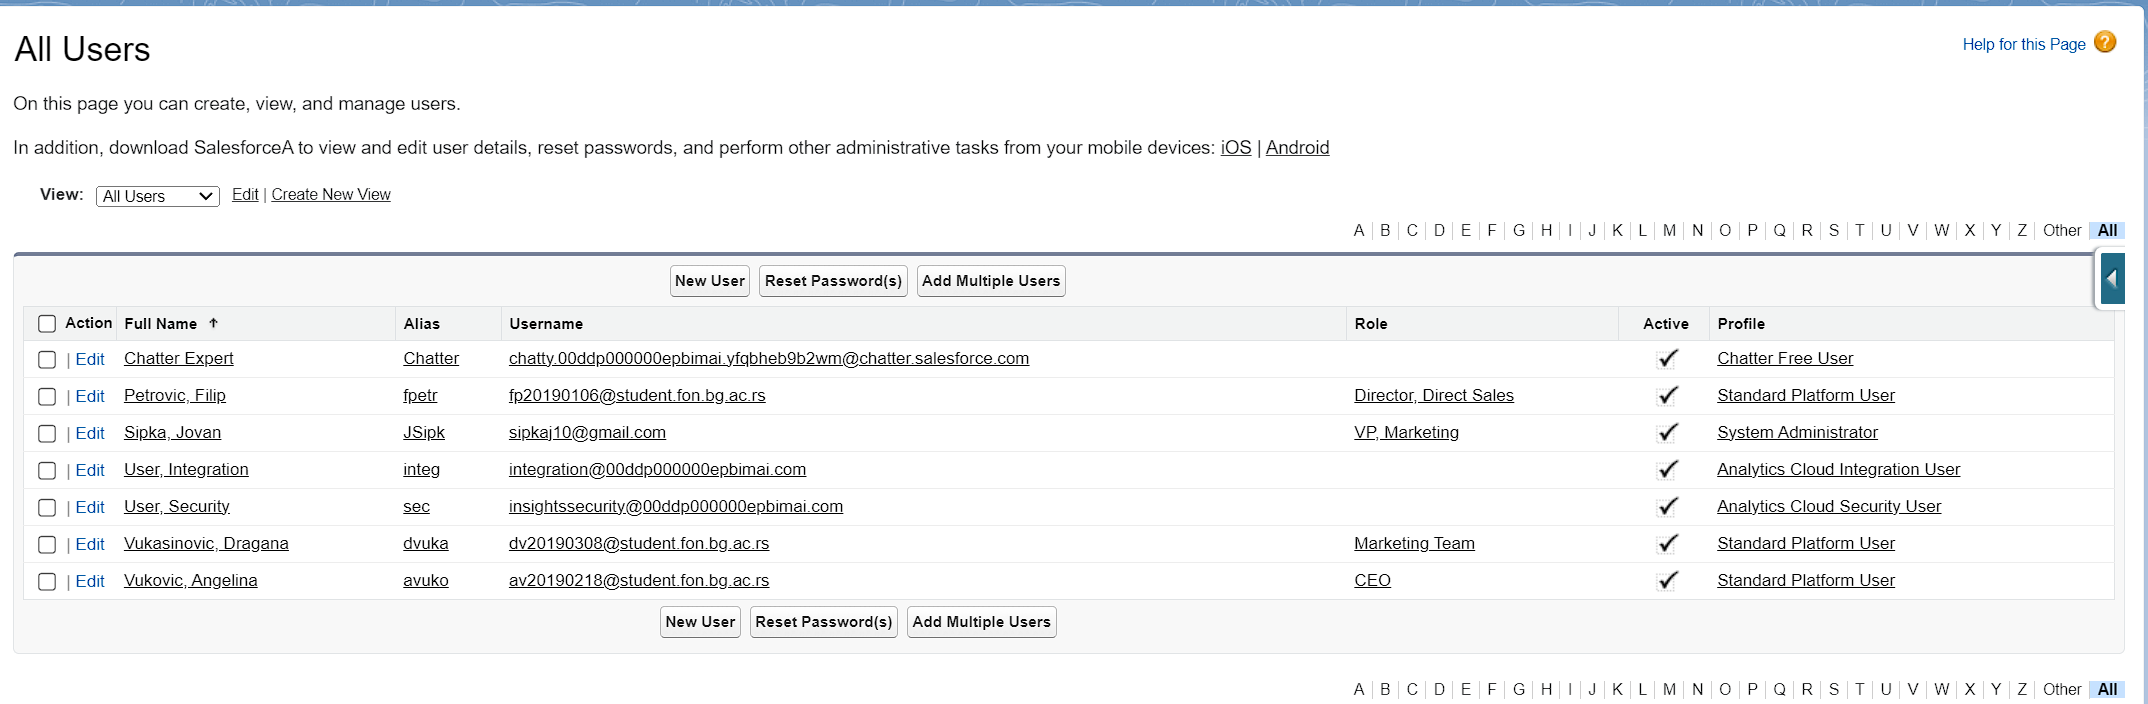 All Users
Help for this Page ?
On this page you can create, view, and manage users.
In addition, download SalesforceA to view and edit user details, reset passwords, and perform other administrative tasks from your mobile devices: iOS | Android
View: All Users Edit | Create New View
A | B | C | D | E | F | G | H | I | J | K | L | M | N | O | P | Q | R | S | T | U | V | W | X | Y | Z | Other | All
New User Reset Password(s) Add Multiple Users
Action Full Name ↑ Alias Username Role Active Profile
| Edit Chatter Expert Chatter chatty.00ddp000000epbimai.yfqbheb9b2wm@chatter.salesforce.com ✓ Chatter Free User
| Edit Petrovic, Filip fpetr fp20190106@student.fon.bg.ac.rs Director, Direct Sales ✓ Standard Platform User
| Edit Sipka, Jovan JSipk sipkaj10@gmail.com VP, Marketing ✓ System Administrator
| Edit User, Integration integ integration@00ddp000000epbimai.com ✓ Analytics Cloud Integration User
| Edit User, Security sec insightssecurity@00ddp000000epbimai.com ✓ Analytics Cloud Security User
| Edit Vukasinovic, Dragana dvuka dv20190308@student.fon.bg.ac.rs Marketing Team ✓ Standard Platform User
| Edit Vukovic, Angelina avuko av20190218@student.fon.bg.ac.rs CEO ✓ Standard Platform User
New User Reset Password(s) Add Multiple Users
A | B | C | D | E | F | G | H | I | J | K | L | M | N | O | P | Q | R | S | T | U | V | W | X | Y | Z | Other | All